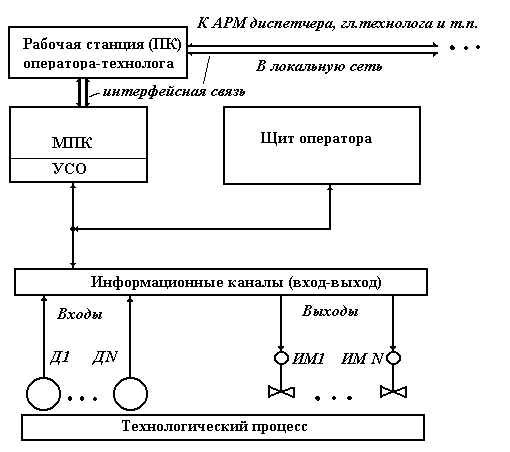 К АРМ диспетчера, гл.технолога и т.п.
Рабочая станция (ПК)
оператора-технолога
В локальную сеть
интерфейсная связь
МПК
УСО
Щит оператора
Информационные каналы (вход-выход)
Входы
Выходы
Д1
ДN
ИМ1
ИМ N
Технологический процесс